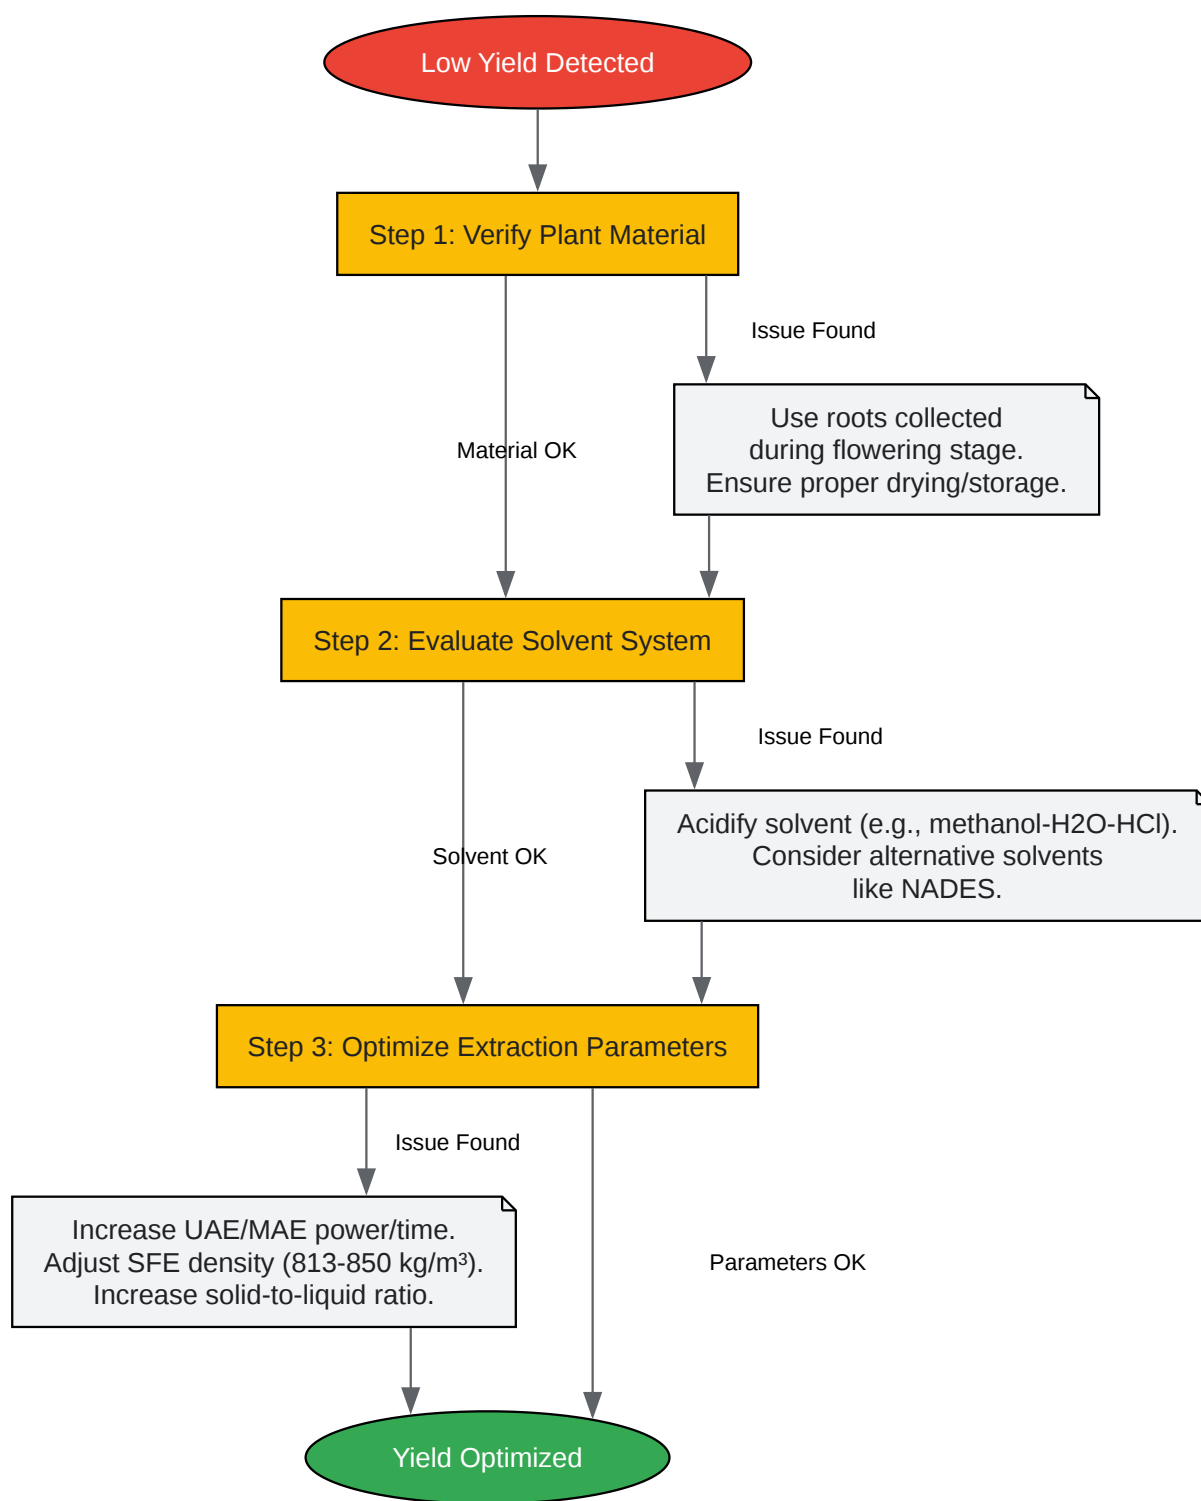 Low Yield Detected
Step 1: Verify Plant Material
Issue Found
Use roots collected
during flowering stage.
Ensure proper drying/storage.
Material OK
Step 2: Evaluate Solvent System
Issue Found
Acidify solvent (e.g., methanol-H2O-HCl).
Consider alternative solvents
like NADES.
Solvent OK
Step 3: Optimize Extraction Parameters
Issue Found
Increase UAE/MAE power/time.
Adjust SFE density (813-850 kg/m³).
Increase solid-to-liquid ratio.
Parameters OK
Yield Optimized